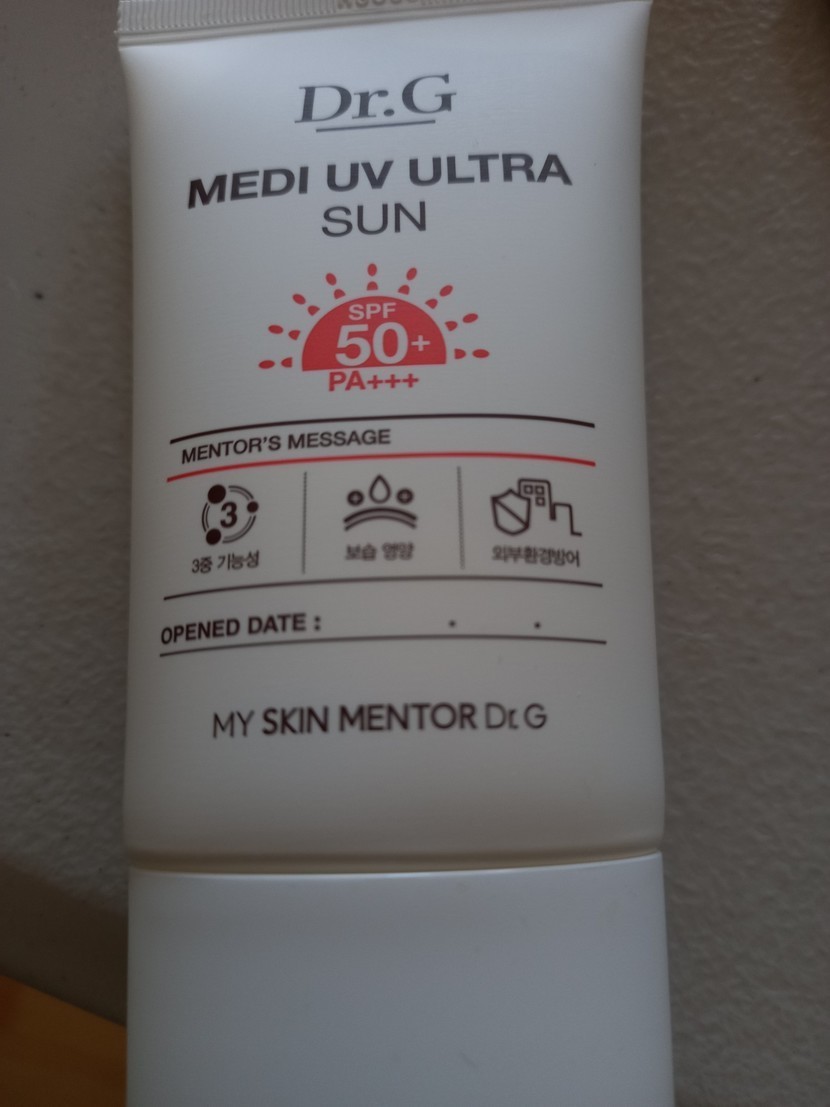 Dr.G
MEDI UV ULTRA
SUN
SPF
50+
PA+++
MENTOR'S MESSAGE
3
3중 기능성
보습 영양
외부환경방어
OPENED DATE : . .
MY SKIN MENTOR Dr.G